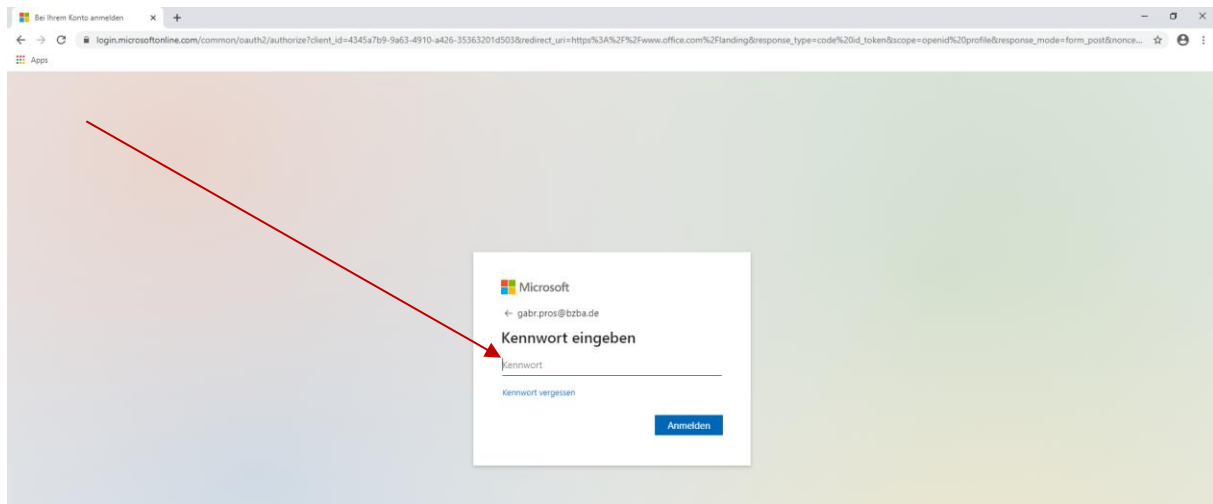 Bei Ihrem Konto anmelden
login.microsoftonline.com/common/oauth2/authorize?client_id=4345a7b9-9a63-4910-a426-35363201d503&redirect_uri=https%3A%2F%2Fwww.office.com%2Flanding&response_type=code%20id_token&scope=openid%20profile&response_mode=form_post&nonce...
Apps
Microsoft
← gabr.pros@bzba.de
Kennwort eingeben
Kennwort
Kennwort vergessen
Anmelden